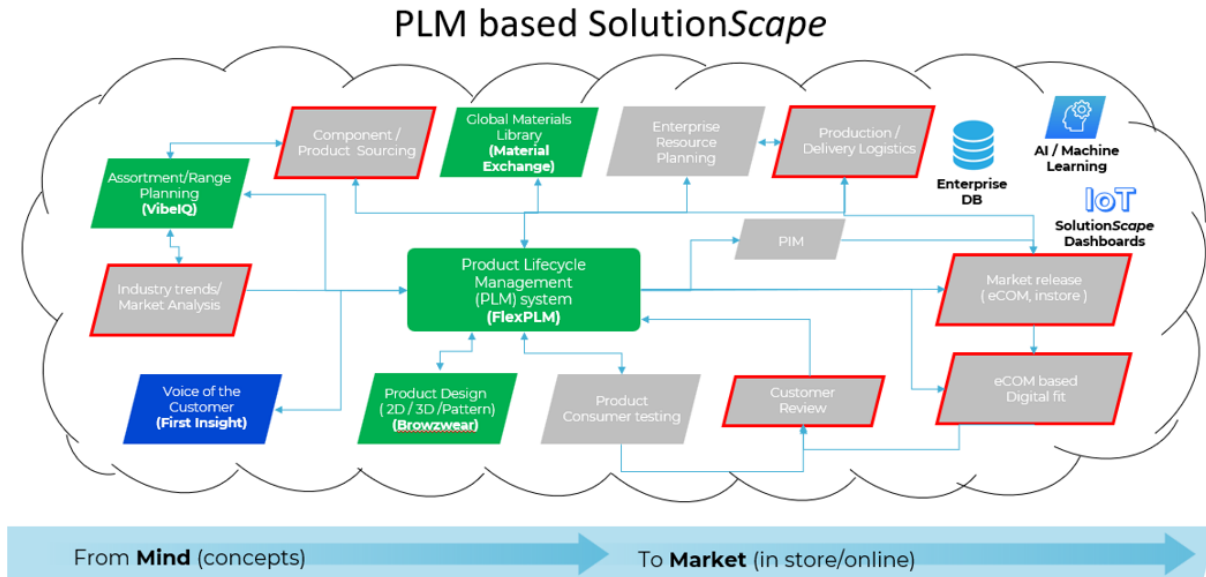 PLM based SolutionScape
Component /
Product Sourcing
Global Materials
Library
(Material
Exchange)
Enterprise
Resource
Planning
Production /
Delivery Logistics
Enterprise
DB
AI / Machine
Learning
IoT
SolutionScape
Dashboards
Assortment/Range
Planning
(VibeIQ)
PIM
Industry trends/
Market Analysis
Product Lifecycle
Management
(PLM) system
(FlexPLM)
Market release
( eCOM, instore )
Voice of the
Customer
(First Insight)
Product Design
( 2D / 3D /Pattern)
(Browzwear)
Product
Consumer testing
Customer
Review
eCOM based
Digital fit
From Mind (concepts)
To Market (in store/online)